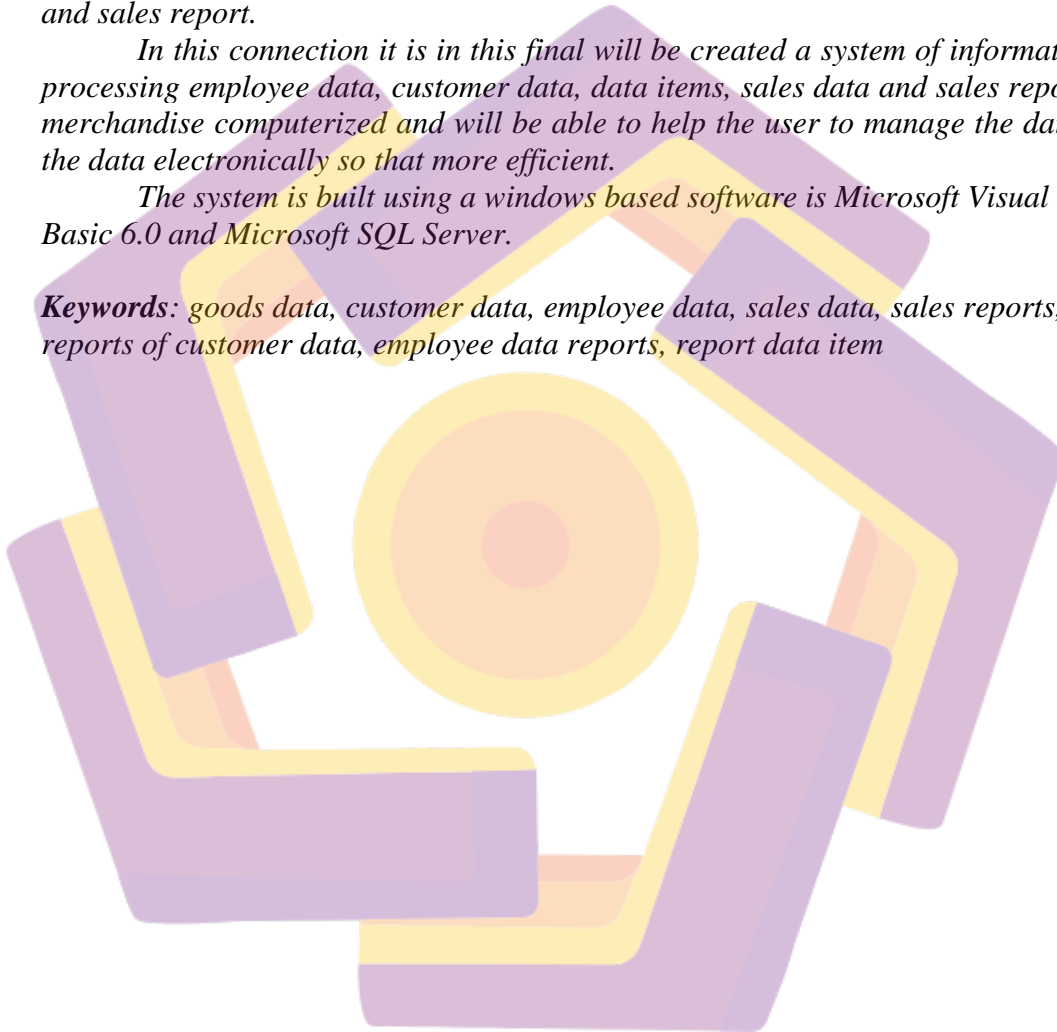 and sales report.
In this connection it is in this final will be created a system of informat
processing employee data, customer data, data items, sales data and sales repo
merchandise computerized and will be able to help the user to manage the da
the data electronically so that more efficient.
The system is built using a windows based software is Microsoft Visual
Basic 6.0 and Microsoft SQL Server.
Keywords: goods data, customer data, employee data, sales data, sales reports,
reports of customer data, employee data reports, report data item